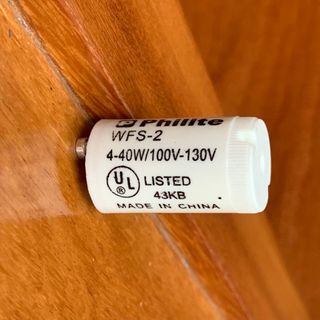 Philite
WFS-2
4-40W/100V-130V
UL LISTED
43KB
MADE IN CHINA